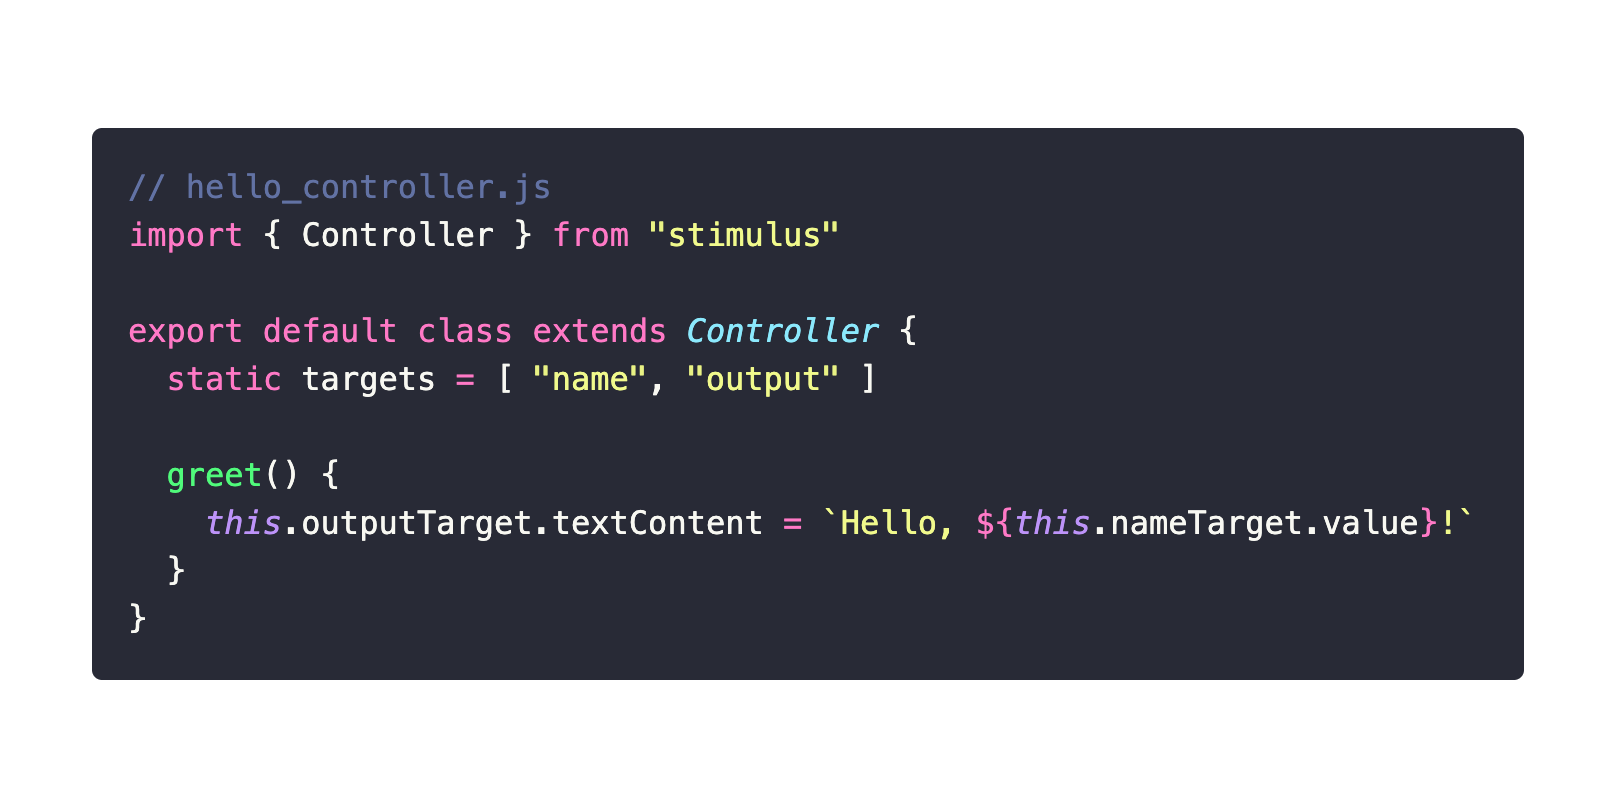 // hello_controller.js
import { Controller } from "stimulus"

export default class extends Controller {
  static targets = [ "name", "output" ]

  greet() {
    this.outputTarget.textContent = `Hello, ${this.nameTarget.value}!`
  }
}